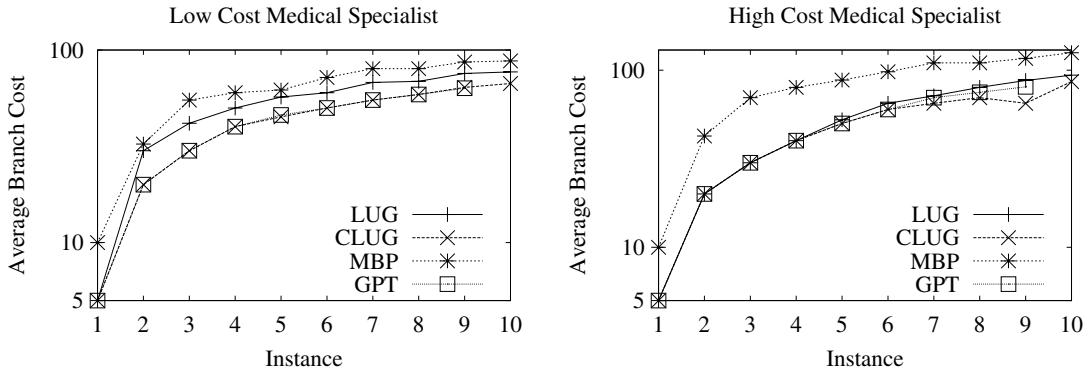 Low Cost Medical Specialist
100
10
5
Average Branch Cost
LUG
CLUG
MBP
GPT
1 2 3 4 5 6 7 8 9 10
Instance
High Cost Medical Specialist
100
10
5
Average Branch Cost
LUG
CLUG
MBP
GPT
1 2 3 4 5 6 7 8 9 10
Instance